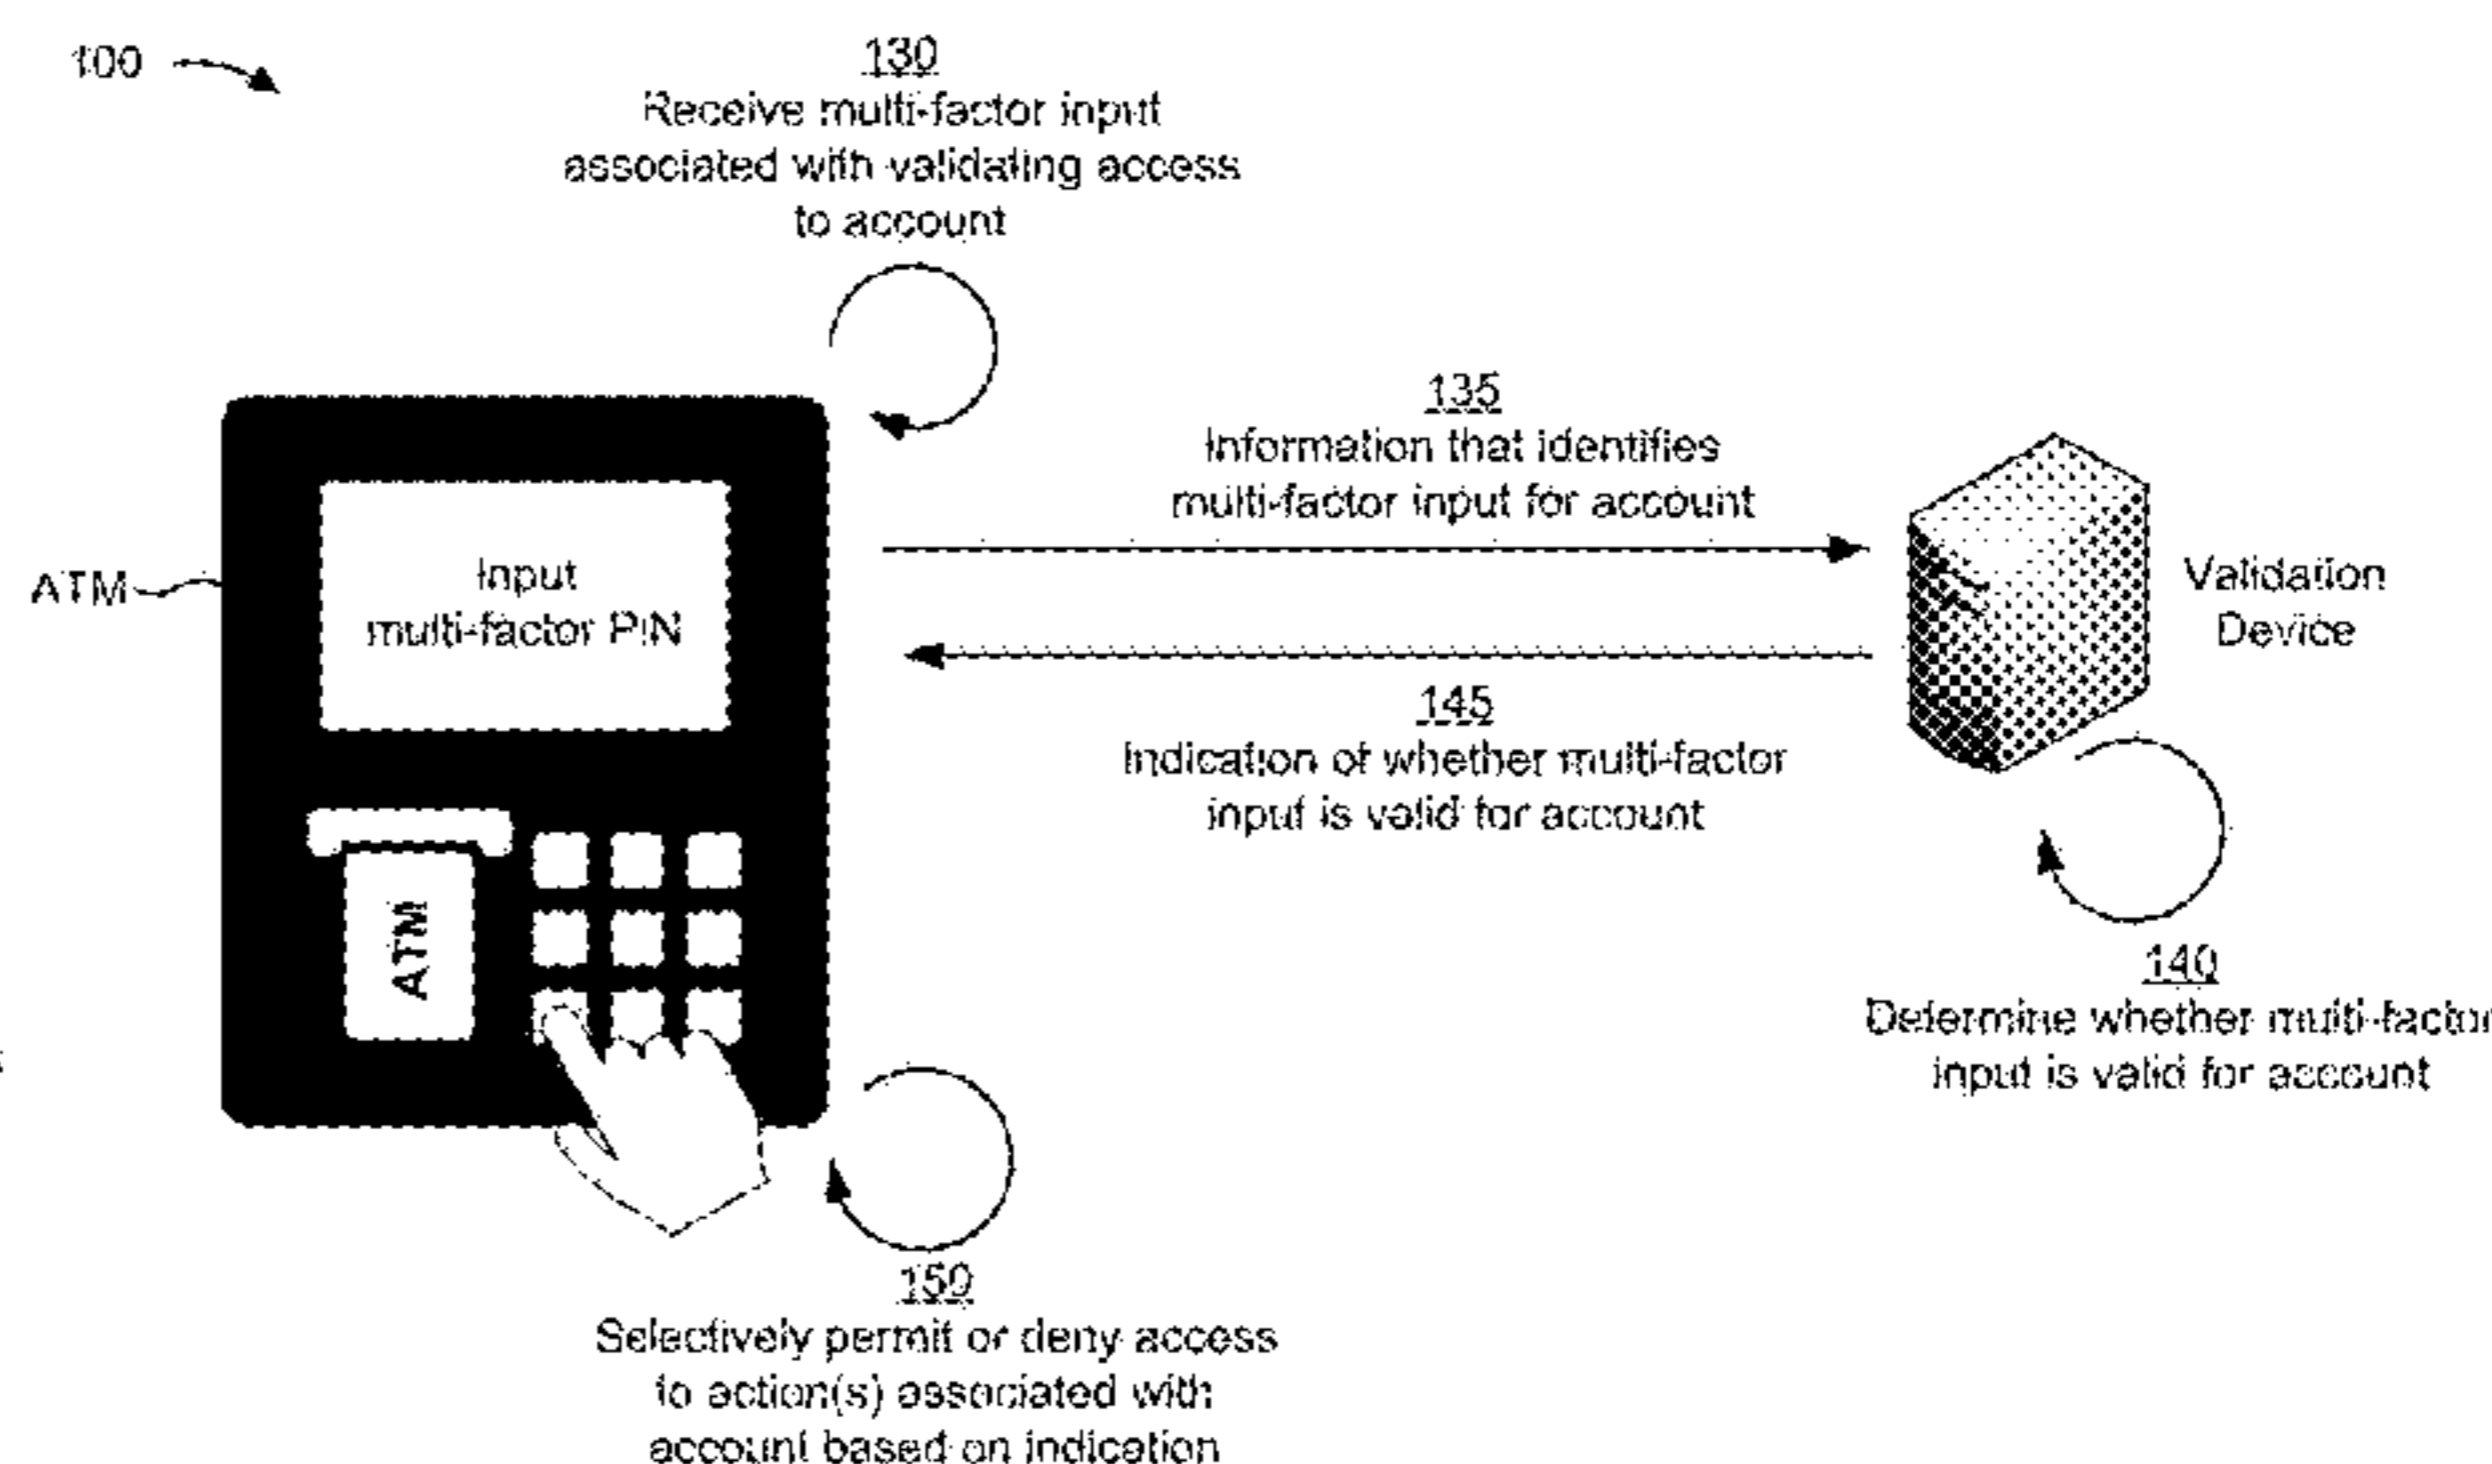 100
130
Receive multi-factor input
associated with validating access
to account
135
Information that identifies
multi-factor input for account
ATM
Input
multi-factor PIN
Validation
Device
145
Indication of whether multi-factor
input is valid for account
ATM
140
Determine whether multi-factor
input is valid for account
150
Selectively permit or deny access
to action(s) associated with
account based on indication